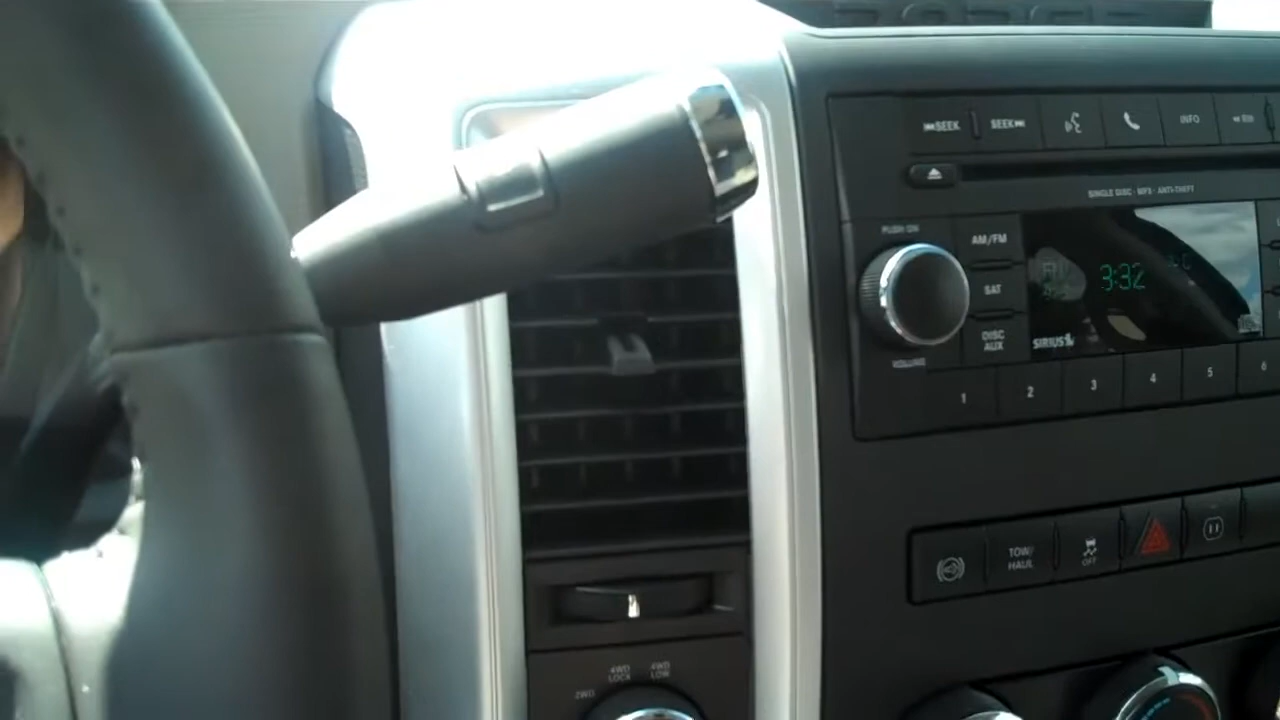 SEEK
SEEK
INFO
SINGLE DISC · MP3 · ANTI-THEFT
PUSH ON
AM/FM
SAT
DISC
AUX
VOLUME
3:32
SIRIUS
1
2
3
4
5
6
TOW/
HAUL
OFF
4WD
LOCK
4WD
LOW
2WD